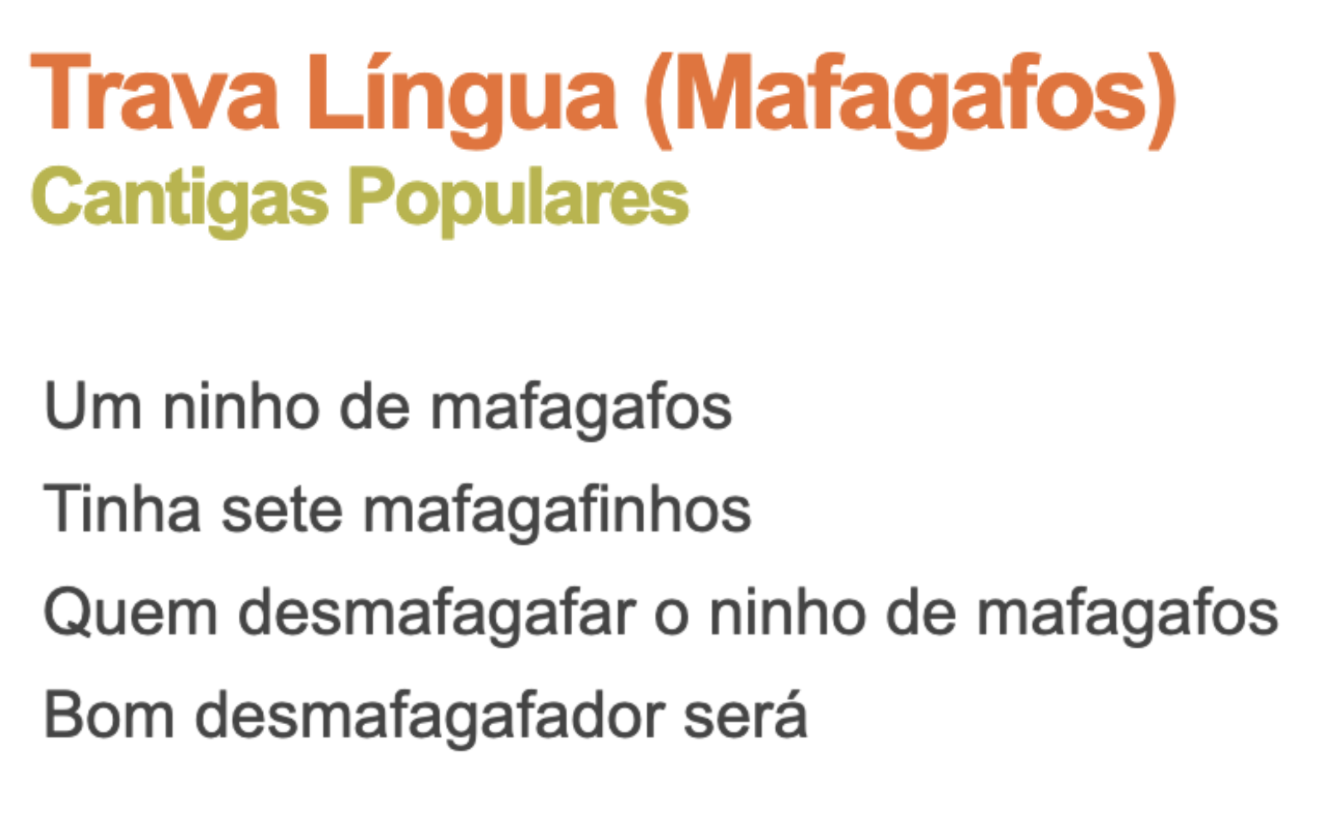 Trava Língua (Mafagafos)
Cantigas Populares
Um ninho de mafagafos
Tinha sete mafagafinhos
Quem desmafagafar o ninho de mafagafos
Bom desmafagafador será